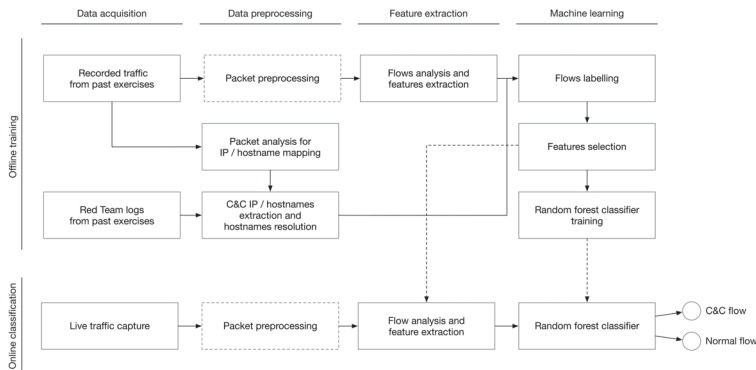 Data acquisition
Data preprocessing
Feature extraction
Machine learning
Offline training
Recorded traffic
from past exercises
Packet preprocessing
Flows analysis and
features extraction
Flows labelling
Packet analysis for
IP / hostname mapping
Features selection
Red Team logs
from past exercises
C&C IP / hostnames
extraction and
hostnames resolution
Random forest classifier
training
Online classification
Live traffic capture
Packet preprocessing
Flow analysis and
feature extraction
Random forest classifier
C&C flow
Normal flow